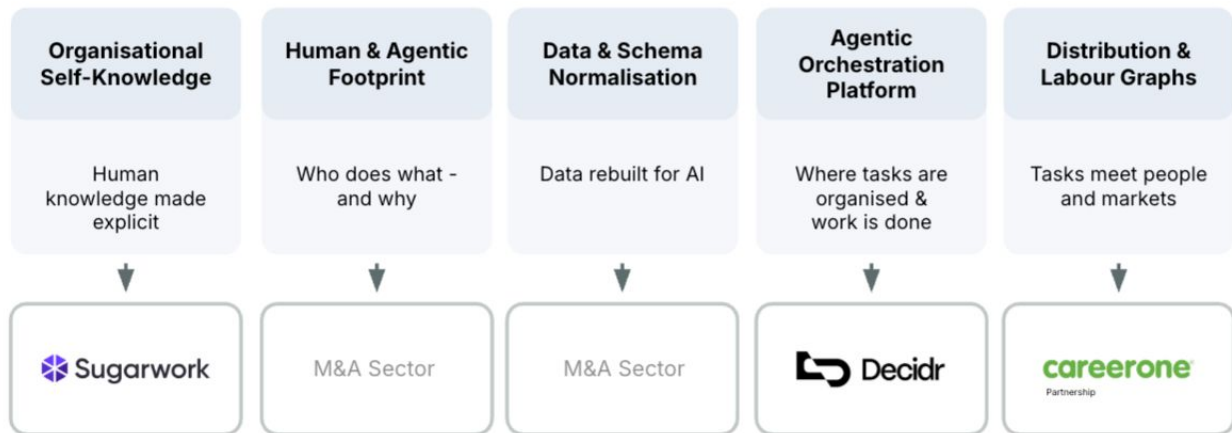 Organisational
Self-Knowledge
Human & Agentic
Footprint
Data & Schema
Normalisation
Agentic
Orchestration
Platform
Distribution &
Labour Graphs
Human
knowledge made
explicit
Who does what -
and why
Data rebuilt for AI
Where tasks are
organised &
work is done
Tasks meet people
and markets
Sugarwork
M&A Sector
M&A Sector
Decidr
careerone®
Partnership